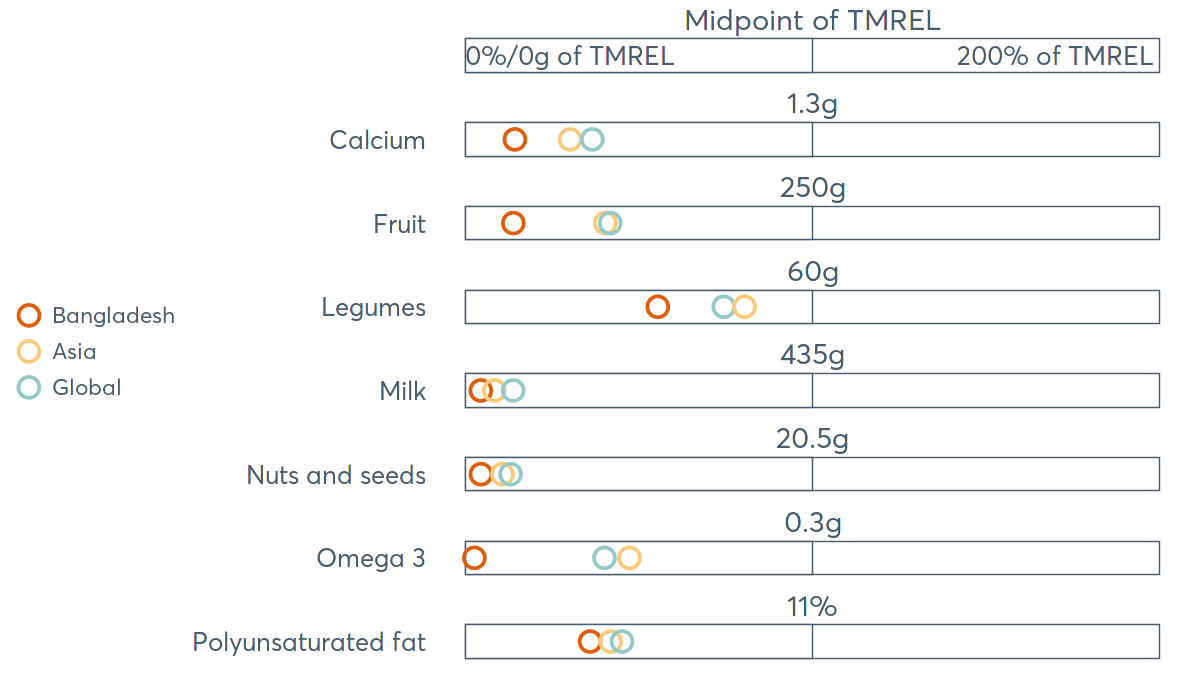 Midpoint of TMREL
0%/0g of TMREL 200% of TMREL
1.3g
Calcium
250g
Fruit
60g
Legumes
Bangladesh
Asia
Global
435g
Milk
20.5g
Nuts and seeds
0.3g
Omega 3
11%
Polyunsaturated fat